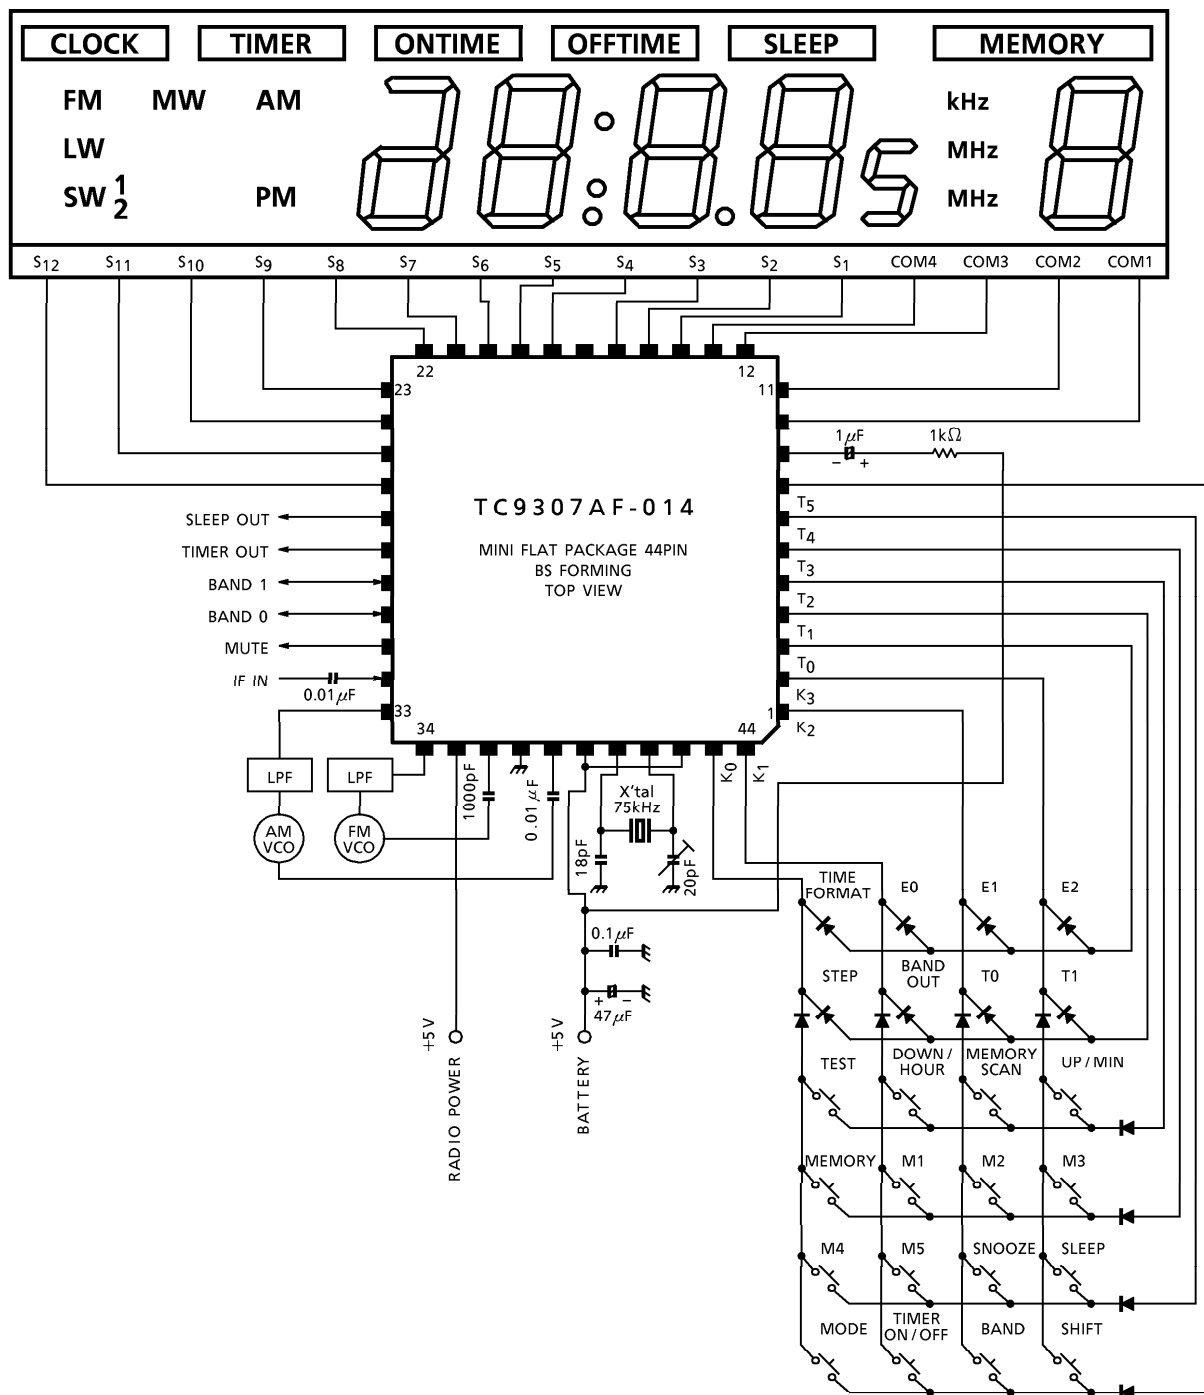 CLOCK TIMER ONTIME OFFTIME SLEEP MEMORY
FM MW AM kHz
LW MHz
SW 1 2 PM MHz
S12 S11 S10 S9 S8 S7 S6 S5 S4 S3 S2 S1 COM4 COM3 COM2 COM1
22 12
23 11
1μF 1kΩ
− +
TC9307AF-014
MINI FLAT PACKAGE 44PIN
BS FORMING
TOP VIEW
T5
SLEEP OUT
T4
TIMER OUT
T3
BAND 1
T2
BAND 0
T1
MUTE
T0
IF IN
0.01μF
K3
33 1
K2
34 44
K0 K1
LPF LPF
1000pF
0.01μF
X'tal
75kHz
AM
VCO
FM
VCO
18pF
20pF
0.1μF
+ −
47μF
+5V
RADIO POWER
+5V
BATTERY
TIME
FORMAT E0 E1 E2
STEP BAND
OUT T0 T1
TEST DOWN/
HOUR MEMORY
SCAN UP/MIN
MEMORY M1 M2 M3
M4 M5 SNOOZE SLEEP
MODE TIMER
ON/OFF BAND SHIFT